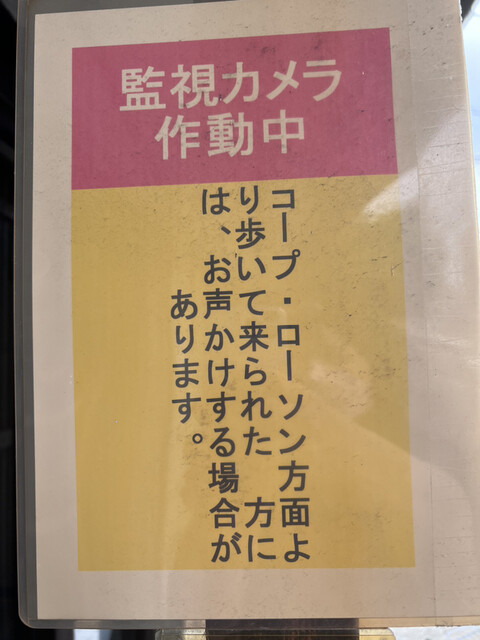 監視カメラ
作動中
コープ・ローソン方面よ
り歩いて来られた 方に
は、お声かけする場合が
あります。